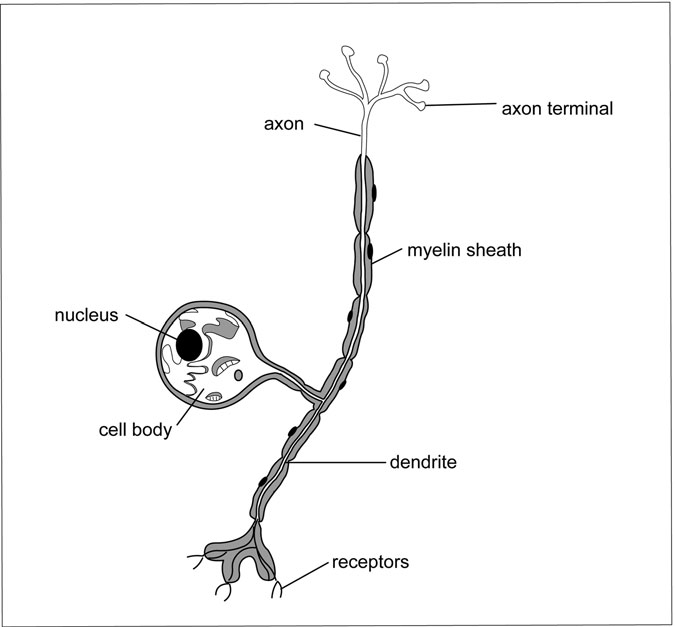 axon terminal
axon
myelin sheath
nucleus
cell body
dendrite
receptors